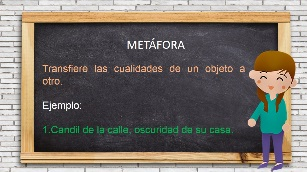 METÁFORA
Transfiere las cualidades de un objeto a
otro.
Ejemplo:
1.Candil de la calle, oscuridad de su casa.